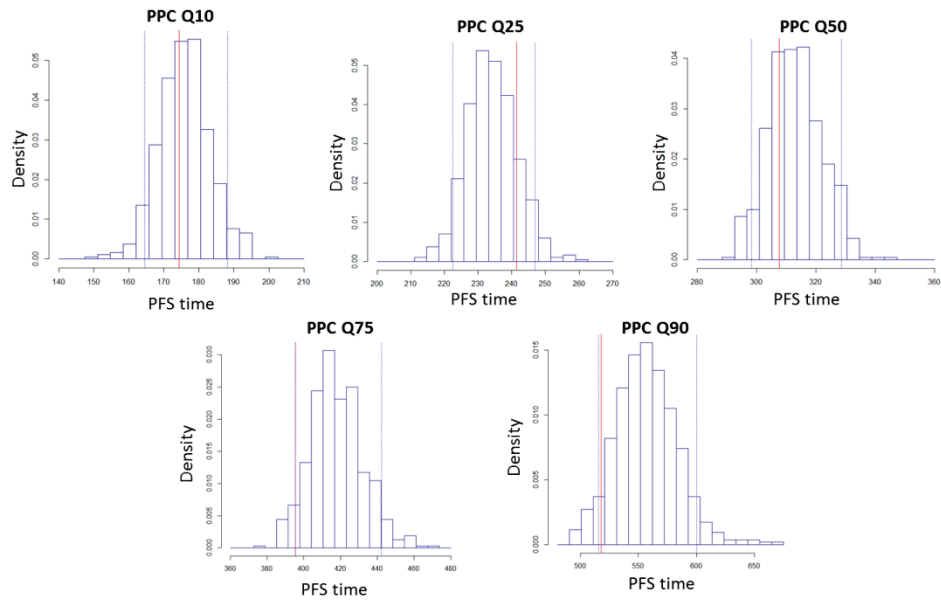 PPC Q10
Density
0.00 0.01 0.02 0.03 0.04 0.05
140 150 160 170 180 190 200 210
PFS time
PPC Q25
Density
0.00 0.01 0.02 0.03 0.04 0.05
200 210 220 230 240 250 260 270
PFS time
PPC Q50
Density
0.00 0.01 0.02 0.03 0.04
280 300 320 340 360
PFS time
PPC Q75
Density
0.000 0.005 0.010 0.015 0.020 0.025 0.030
360 380 400 420 440 460 480
PFS time
PPC Q90
Density
0.000 0.005 0.010 0.015
500 550 600 650
PFS time